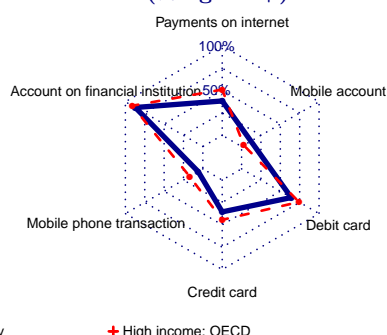 Payments on internet
100%
Account on financial institution 50% Mobile account
Mobile phone transaction Debit card
Credit card
High income: OECD